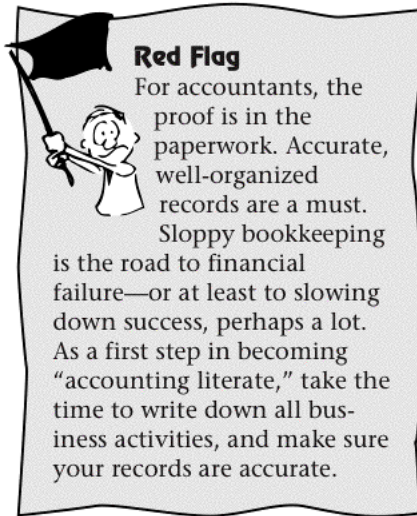 Red Flag
For accountants, the
proof is in the
paperwork. Accurate,
well-organized
records are a must.
Sloppy bookkeeping
is the road to financial
failure—or at least to slowing
down success, perhaps a lot.
As a first step in becoming
“accounting literate,” take the
time to write down all bus-
iness activities, and make sure
your records are accurate.